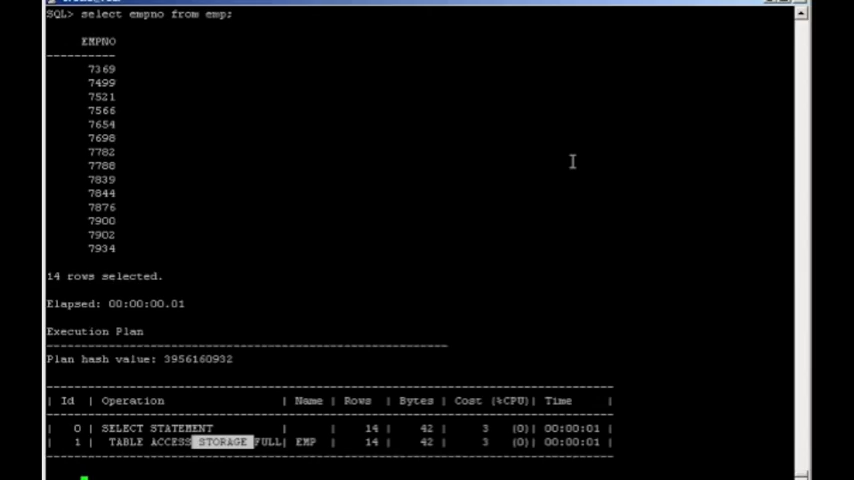 SQL> select empno from emp;
EMPNO
----------
7369
7499
7521
7566
7654
7698
7782
7788
7839
7844
7876
7900
7902
7934
14 rows selected.
Elapsed: 00:00:00.01
Execution Plan
----------------------------------------------------------
Plan hash value: 3956160932
----------------------------------------------------------------------------------
| Id | Operation | Name | Rows | Bytes | Cost (%CPU)| Time |
----------------------------------------------------------------------------------
| 0 | SELECT STATEMENT | | 14 | 42 | 3 (0)| 00:00:01 |
| 1 | TABLE ACCESS STORAGE FULL| EMP | 14 | 42 | 3 (0)| 00:00:01 |
----------------------------------------------------------------------------------